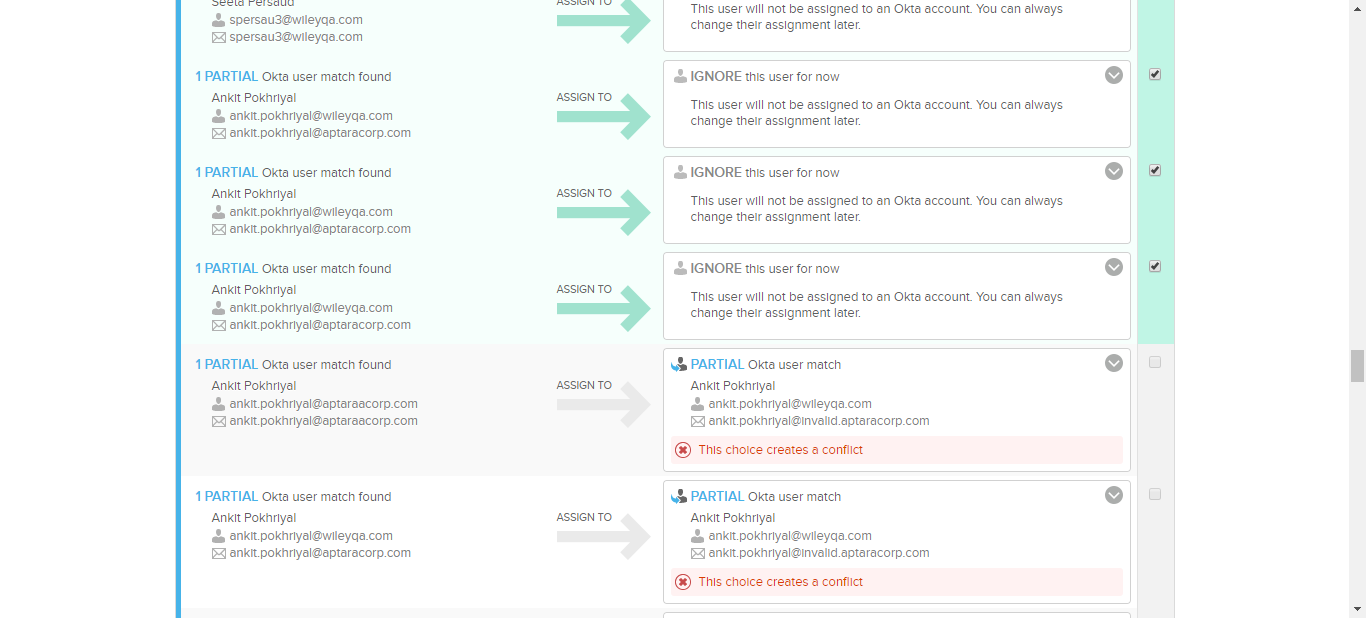 Seeta Persaud
ASSIGN TO
spersau3@wileyqa.com
spersau3@wileyqa.com
This user will not be assigned to an Okta account. You can always
change their assignment later.
1 PARTIAL Okta user match found
Ankit Pokhriyal
ankit.pokhriyal@wileyqa.com
ankit.pokhriyal@aptaracorp.com
ASSIGN TO
IGNORE this user for now
This user will not be assigned to an Okta account. You can always
change their assignment later.
1 PARTIAL Okta user match found
Ankit Pokhriyal
ankit.pokhriyal@wileyqa.com
ankit.pokhriyal@aptaracorp.com
ASSIGN TO
IGNORE this user for now
This user will not be assigned to an Okta account. You can always
change their assignment later.
1 PARTIAL Okta user match found
Ankit Pokhriyal
ankit.pokhriyal@wileyqa.com
ankit.pokhriyal@aptaracorp.com
ASSIGN TO
IGNORE this user for now
This user will not be assigned to an Okta account. You can always
change their assignment later.
1 PARTIAL Okta user match found
Ankit Pokhriyal
ankit.pokhriyal@aptaraacorp.com
ankit.pokhriyal@aptaraacorp.com
ASSIGN TO
PARTIAL Okta user match
Ankit Pokhriyal
ankit.pokhriyal@wileyqa.com
ankit.pokhriyal@invalid.aptaracorp.com
This choice creates a conflict
1 PARTIAL Okta user match found
Ankit Pokhriyal
ankit.pokhriyal@wileyqa.com
ankit.pokhriyal@aptaracorp.com
ASSIGN TO
PARTIAL Okta user match
Ankit Pokhriyal
ankit.pokhriyal@wileyqa.com
ankit.pokhriyal@invalid.aptaracorp.com
This choice creates a conflict